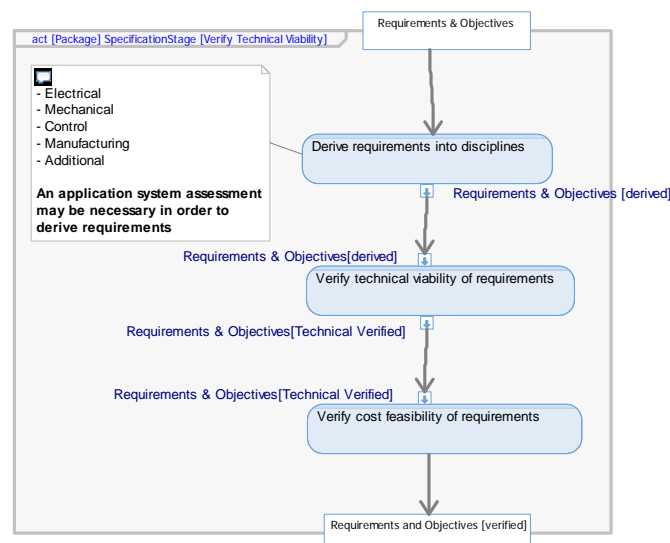 Requirements & Objectives
act [Package] SpecificationStage [Verify Technical Viability]
- Electrical
- Mechanical
- Control
- Manufacturing
- Additional
An application system assessment
may be necessary in order to
derive requirements
Derive requirements into disciplines
Requirements & Objectives [derived]
Requirements & Objectives[derived]
Verify technical viability of requirements
Requirements & Objectives[Technical Verified]
Requirements & Objectives[Technical Verified]
Verify cost feasibility of requirements
Requirements and Objectives [verified]